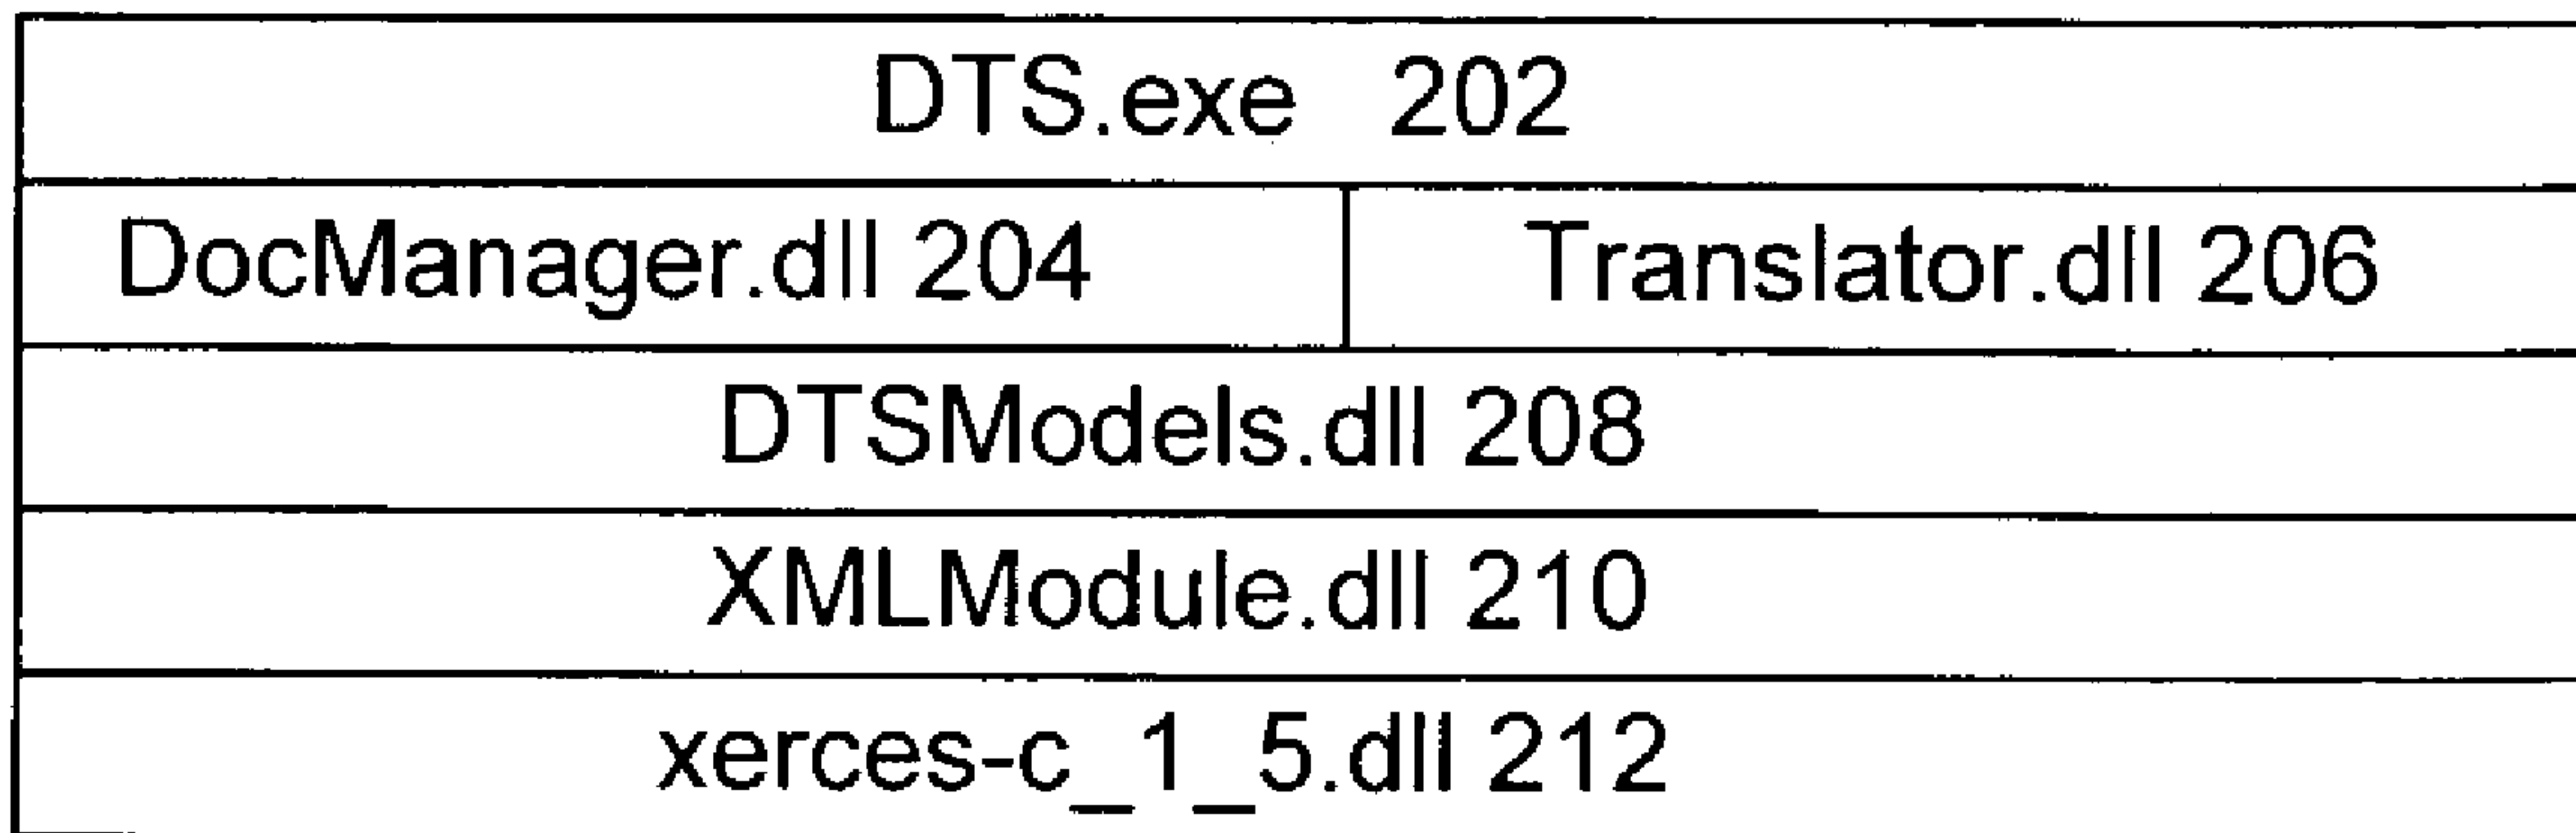 DTS.exe 202
DocManager.dll 204 Translator.dll 206
DTSModels.dll 208
XMLModule.dll 210
xerces-c_1_5.dll 212